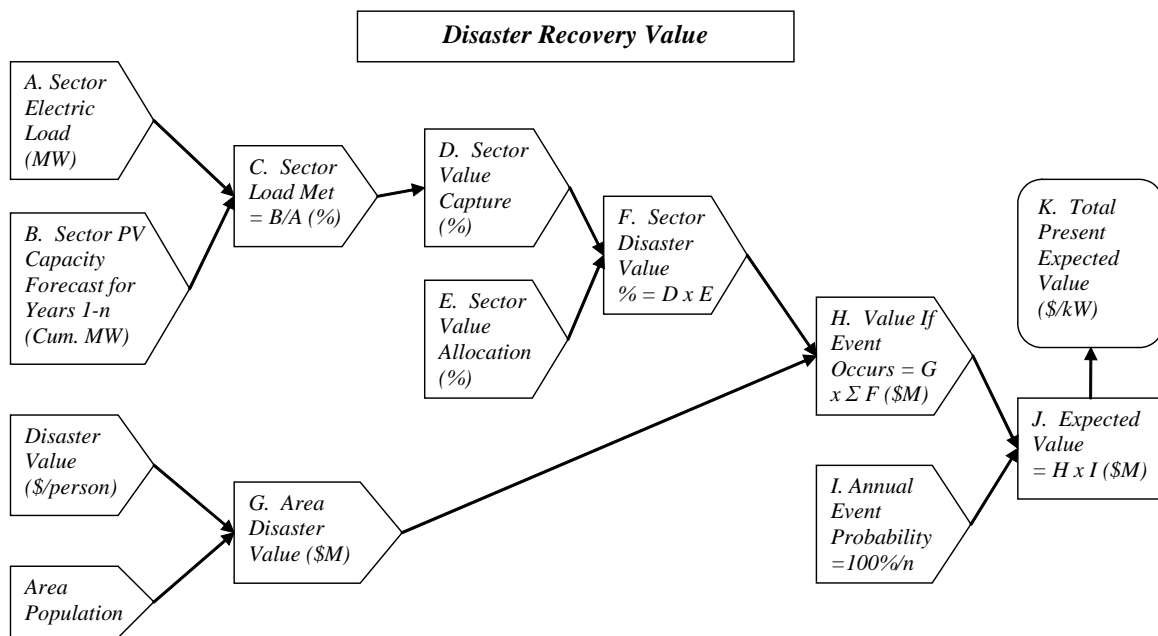 Disaster Recovery Value
A. Sector
Electric
Load
(MW)
B. Sector PV
Capacity
Forecast for
Years 1-n
(Cum. MW)
C. Sector
Load Met
= B/A (%)
D. Sector
Value
Capture
(%)
E. Sector
Value
Allocation
(%)
F. Sector
Disaster
Value
% = D x E
Disaster
Value
($/person)
Area
Population
G. Area
Disaster
Value ($M)
H. Value If
Event
Occurs = G
x Σ F ($M)
I. Annual
Event
Probability
=100%/n
J. Expected
Value
= H x I ($M)
K. Total
Present
Expected
Value
($/kW)